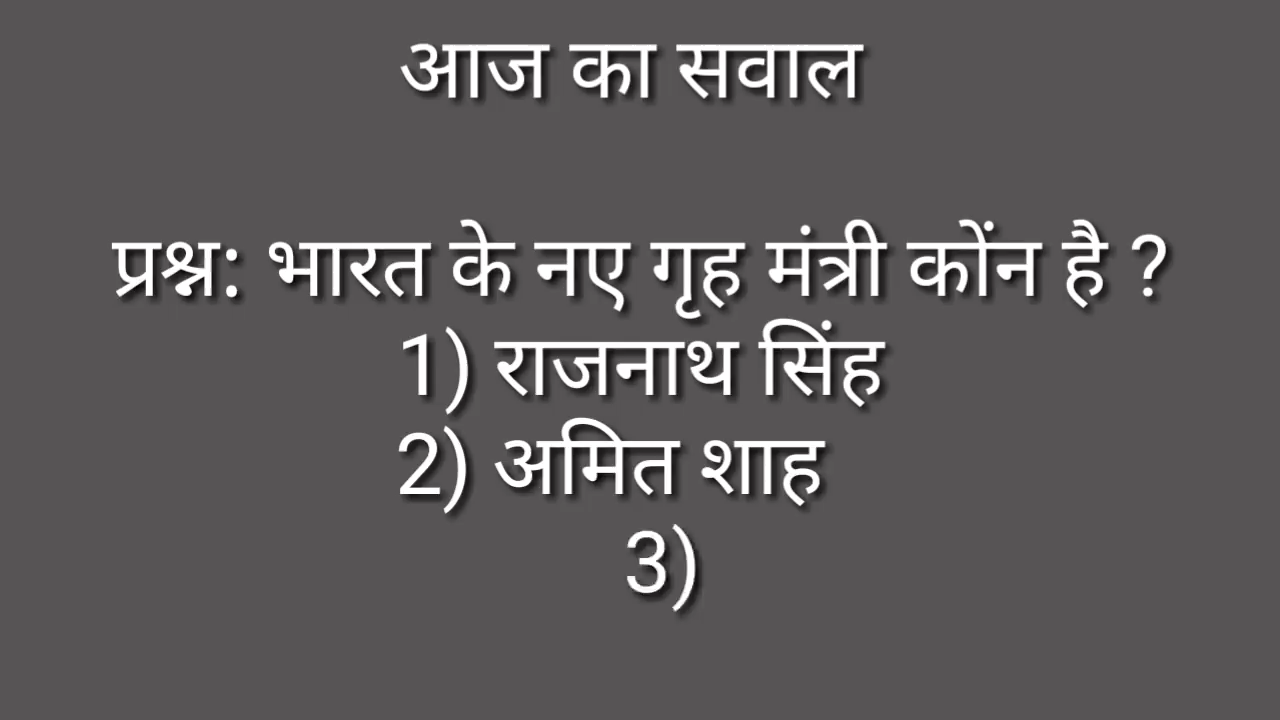 आज का सवाल
प्रश्न: भारत के नए गृह मंत्री कोंन है ?
1) राजनाथ सिंह
2) अमित शाह
3)